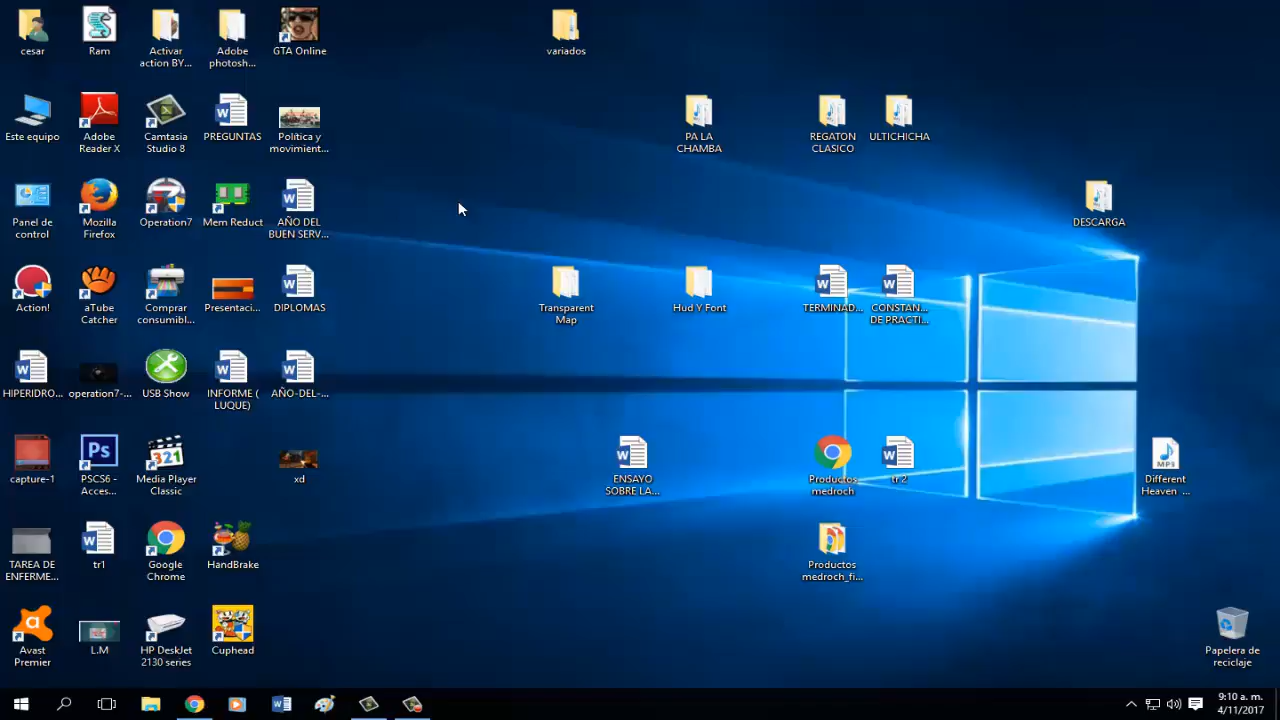 cesar
Ram
Activar
action BY...
Adobe
photosh...
GTA Online
variados
Este equipo
Adobe
Reader X
Camtasia
Studio 8
PREGUNTAS
Política y
movimient...
PA LA
CHAMBA
REGATON
CLASICO
ULTICHICHA
Panel de
control
Mozilla
Firefox
Operation7
Mem Reduct
AÑO DEL
BUEN SERV...
DESCARGA
Action!
aTube
Catcher
Comprar
consumibl...
Presentaci...
DIPLOMAS
Transparent
Map
Hud Y Font
TERMINAD...
CONSTAN...
DE PRACTI...
HIPERIDRO...
operation7-...
USB Show
INFORME (
LUQUE)
AÑO-DEL-...
capture-1
PSCS6 -
Acces...
Media Player
Classic
xd
ENSAYO
SOBRE LA...
Productos
medroch
tr 2
Different
Heaven _...
TAREA DE
ENFERME...
tr1
Google
Chrome
HandBrake
Productos
medroch_fi...
Avast
Premier
L.M
HP DeskJet
2130 series
Cuphead
Papelera de
reciclaje
9:10 a. m.
4/11/2017